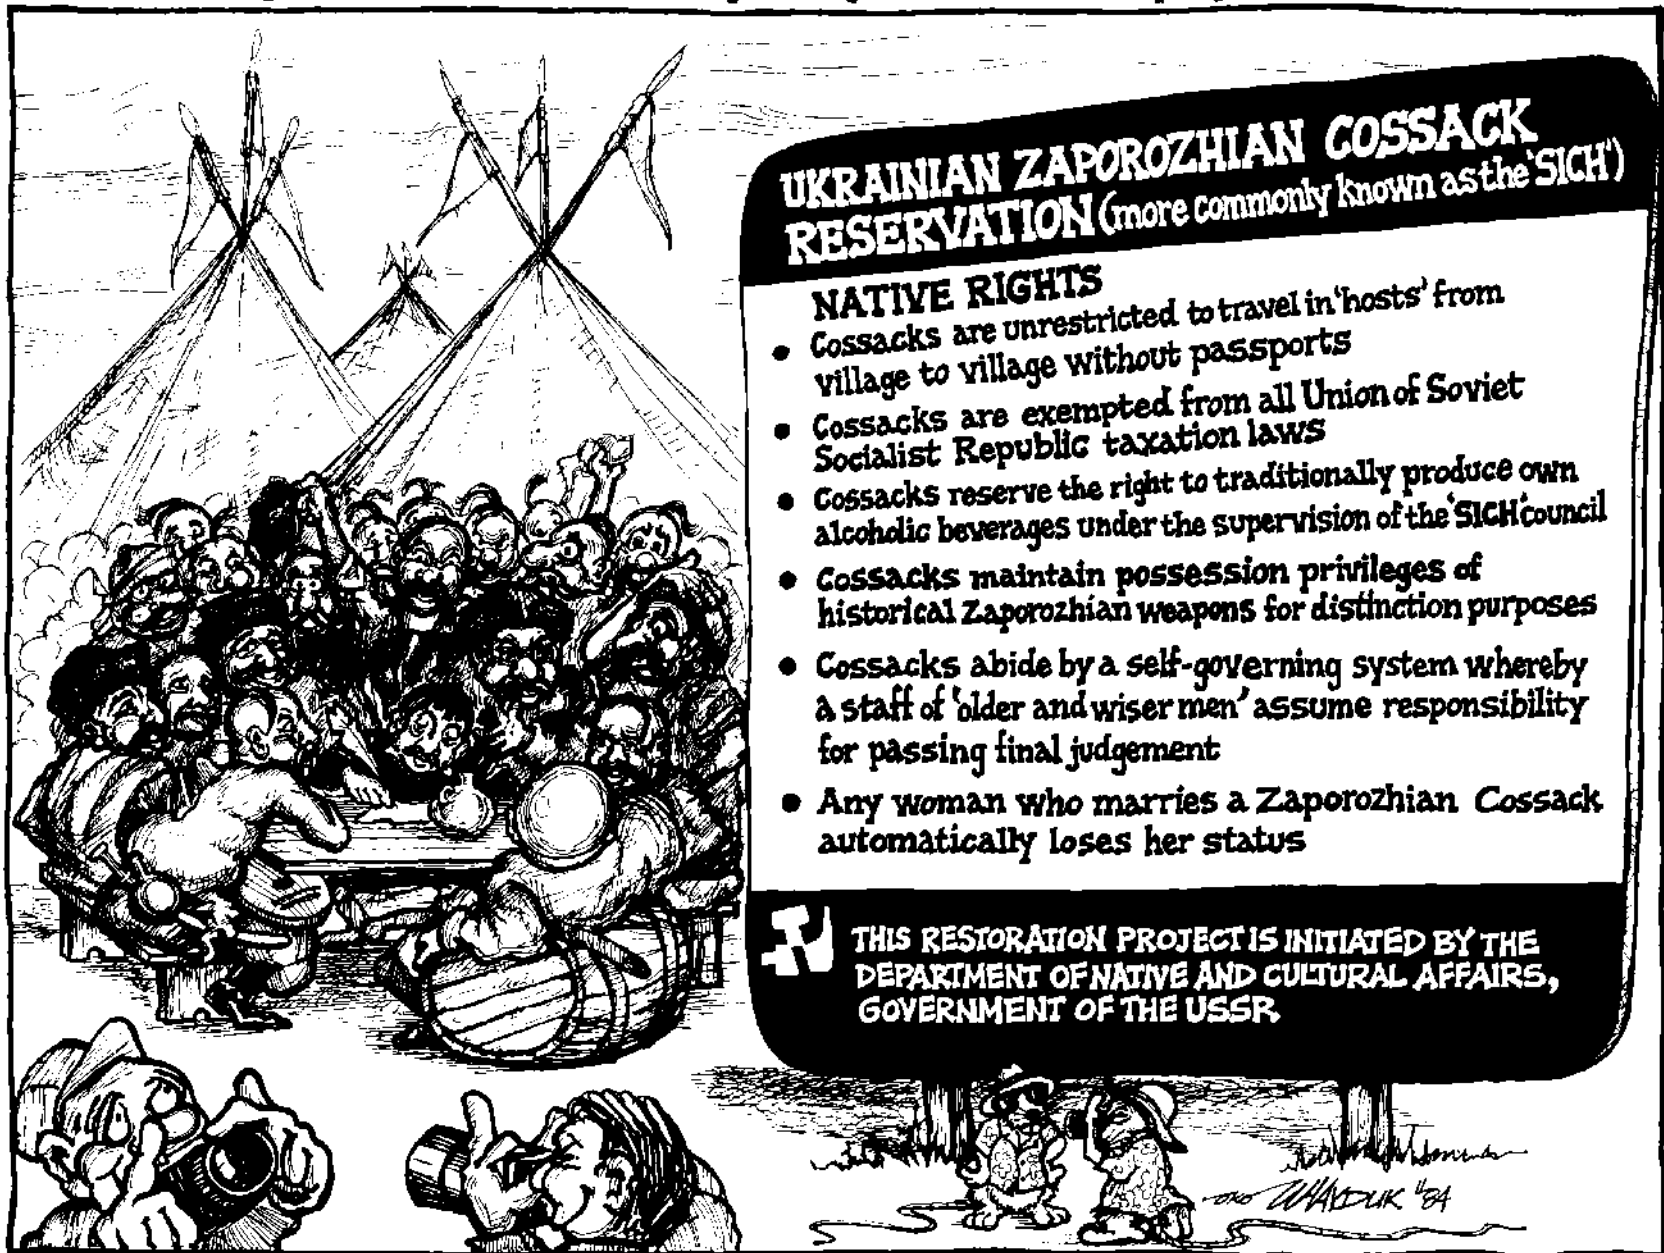 UKRAINIAN ZAPOROZHIAN COSSACK
RESERVATION (more commonly known as the 'SICH')
NATIVE RIGHTS
• Cossacks are unrestricted to travel in 'hosts' from
village to village without passports
• Cossacks are exempted from all Union of Soviet
Socialist Republic taxation laws
• Cossacks reserve the right to traditionally produce own
alcoholic beverages under the supervision of the 'SICH' council
• Cossacks maintain possession privileges of
historical Zaporozhian weapons for distinction purposes
• Cossacks abide by a self-governing system whereby
a staff of 'older and wiser men' assume responsibility
for passing final judgement
• Any woman who marries a Zaporozhian Cossack
automatically loses her status
THIS RESTORATION PROJECT IS INITIATED BY THE
DEPARTMENT OF NATIVE AND CULTURAL AFFAIRS,
GOVERNMENT OF THE USSR
'84